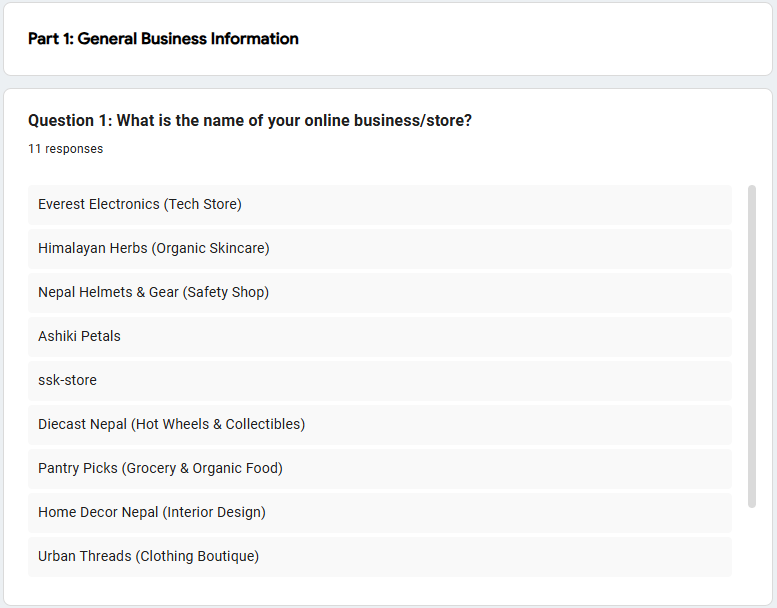 Part 1: General Business Information
Question 1: What is the name of your online business/store?
11 responses
Everest Electronics (Tech Store)
Himalayan Herbs (Organic Skincare)
Nepal Helmets & Gear (Safety Shop)
Ashiki Petals
ssk-store
Diecast Nepal (Hot Wheels & Collectibles)
Pantry Picks (Grocery & Organic Food)
Home Decor Nepal (Interior Design)
Urban Threads (Clothing Boutique)